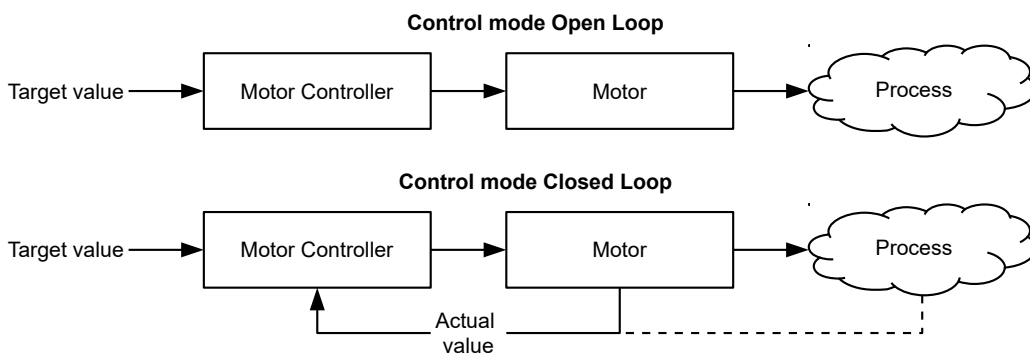 Control mode Open Loop
Target value
Motor Controller
Motor
Process
Control mode Closed Loop
Target value
Motor Controller
Motor
Process
Actual
value